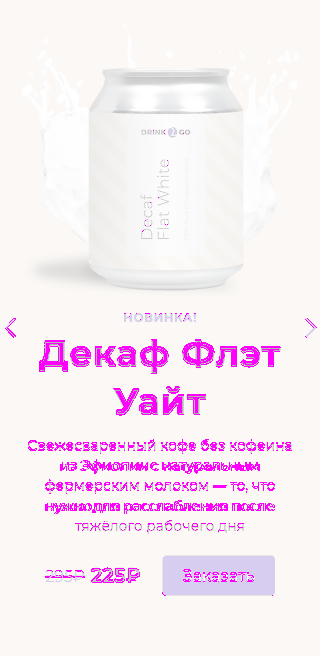 DRINK 2 GO
Decaf
Flat White
НОВИНКА!
Декаф Флэт
Уайт
Свежесваренный кофе без кофеина
из Эфиопии с натуральным
фермерским молоком — то, что
нужно для расслабления после
тяжёлого рабочего дня
295₽ 225₽ Заказать